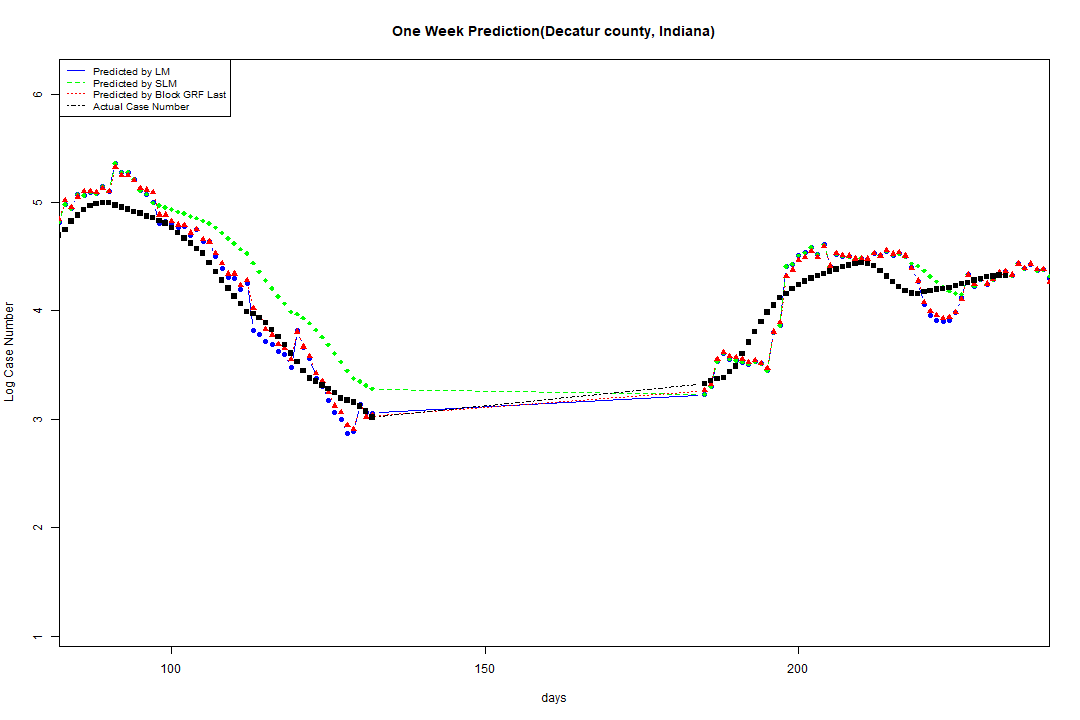 One Week Prediction(Decatur county, Indiana)
Predicted by LM
Predicted by SLM
Predicted by Block GRF Last
Actual Case Number
6
5
4
3
2
1
Log Case Number
100 150 200
days